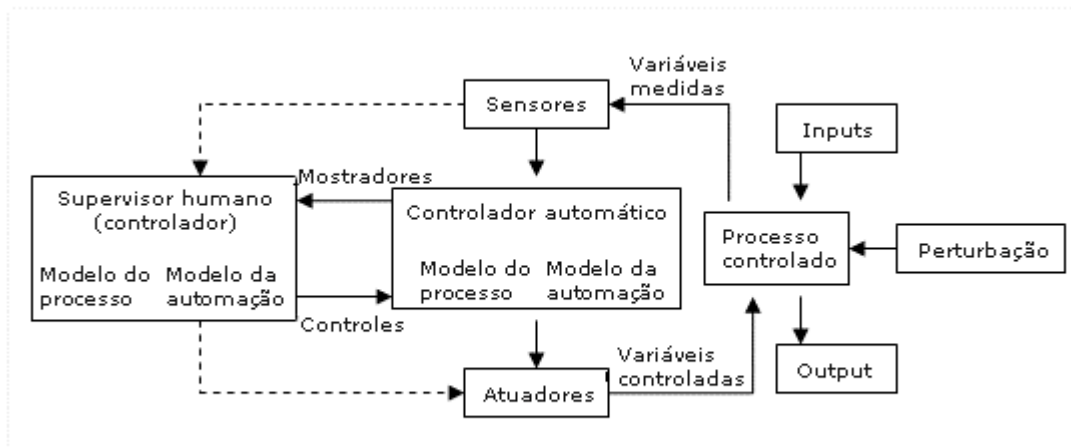 Variáveis
medidas
Sensores
Inputs
Mostradores
Supervisor humano
(controlador)
Modelo do
processo
Modelo da
automação
Controlador automático
Modelo do
processo
Modelo da
automação
Processo
controlado
Perturbação
Controles
Variáveis
controladas
Atuadores
Output